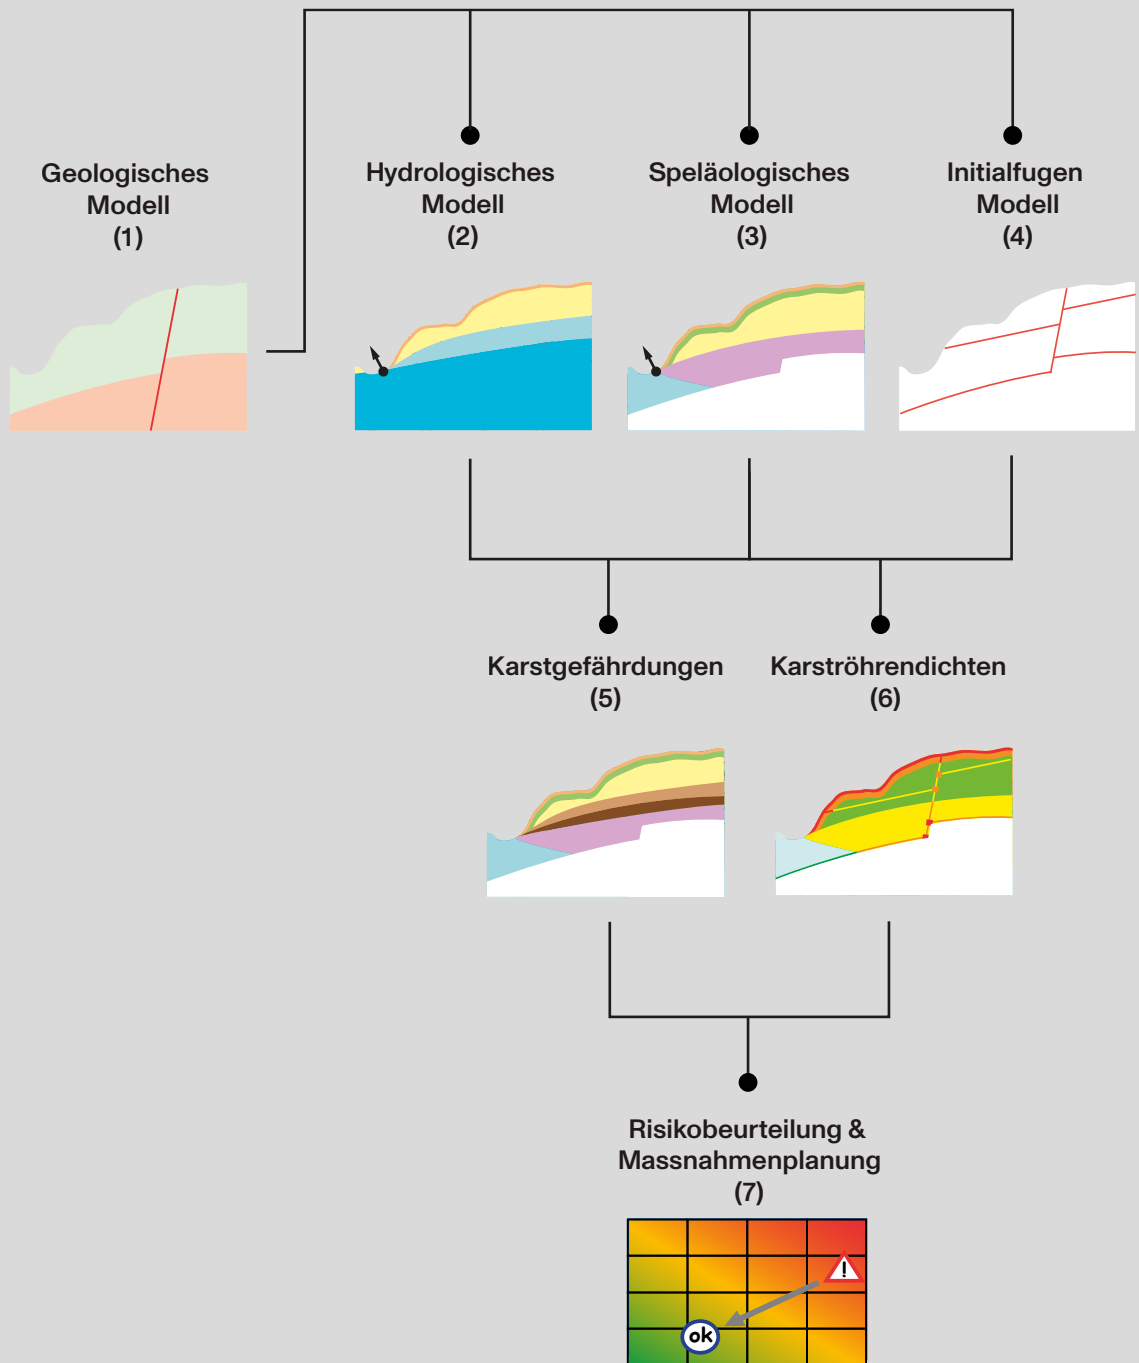 Geologisches
Modell
(1)
Hydrologisches
Modell
(2)
Speläologisches
Modell
(3)
Initialfugen
Modell
(4)
Karstgefährdungen
(5)
Karströhrendichten
(6)
Risikobeurteilung &
Massnahmenplanung
(7)
!
ok